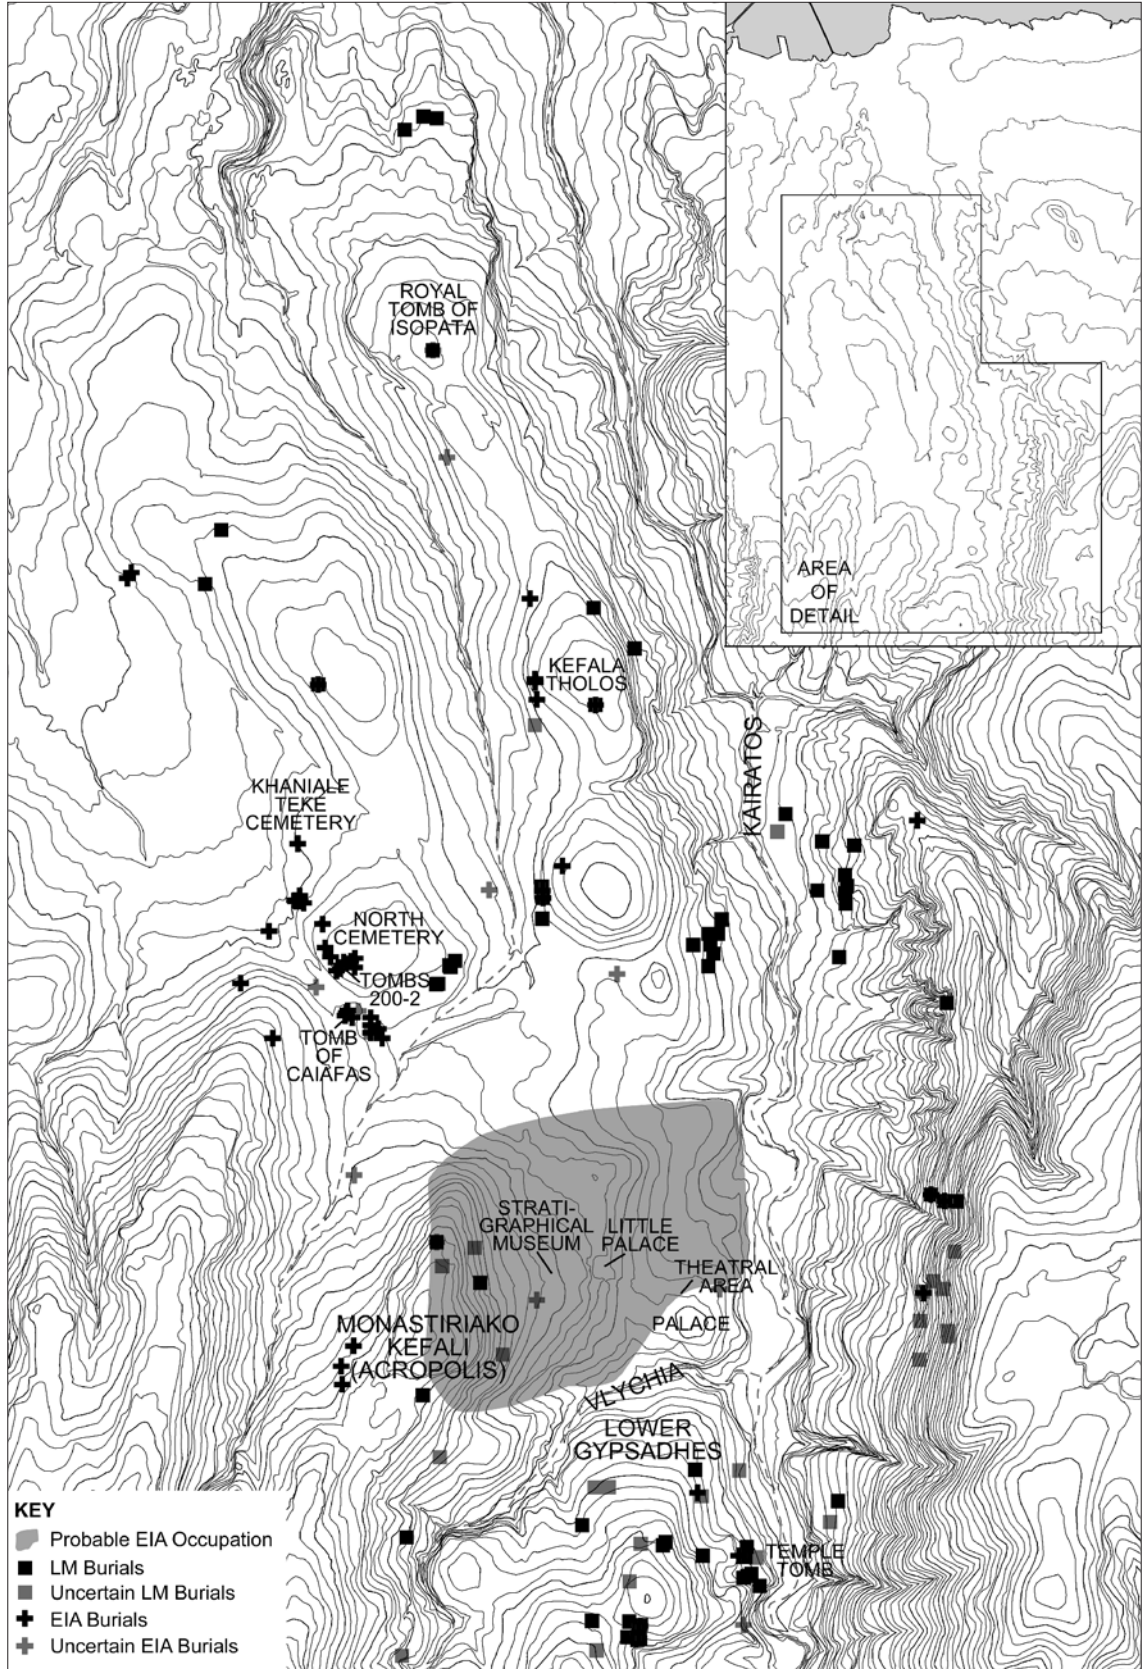 ROYAL
TOMB OF
ISOPATA
AREA
OF
DETAIL
KEFALA
THOLOS
KAIRATOS
KHANIALE
TEKE
CEMETERY
NORTH
CEMETERY
TOMBS
200-2
TOMB
OF
CAIAFAS
STRATI-
GRAPHICAL
MUSEUM
LITTLE
PALACE
THEATRAL
AREA
PALACE
MONASTIRIAKO
KEFALI
(ACROPOLIS)
VLYCHIA
LOWER
GYPSADHES
TEMPLE
TOMB
KEY
Probable EIA Occupation
LM Burials
Uncertain LM Burials
EIA Burials
Uncertain EIA Burials